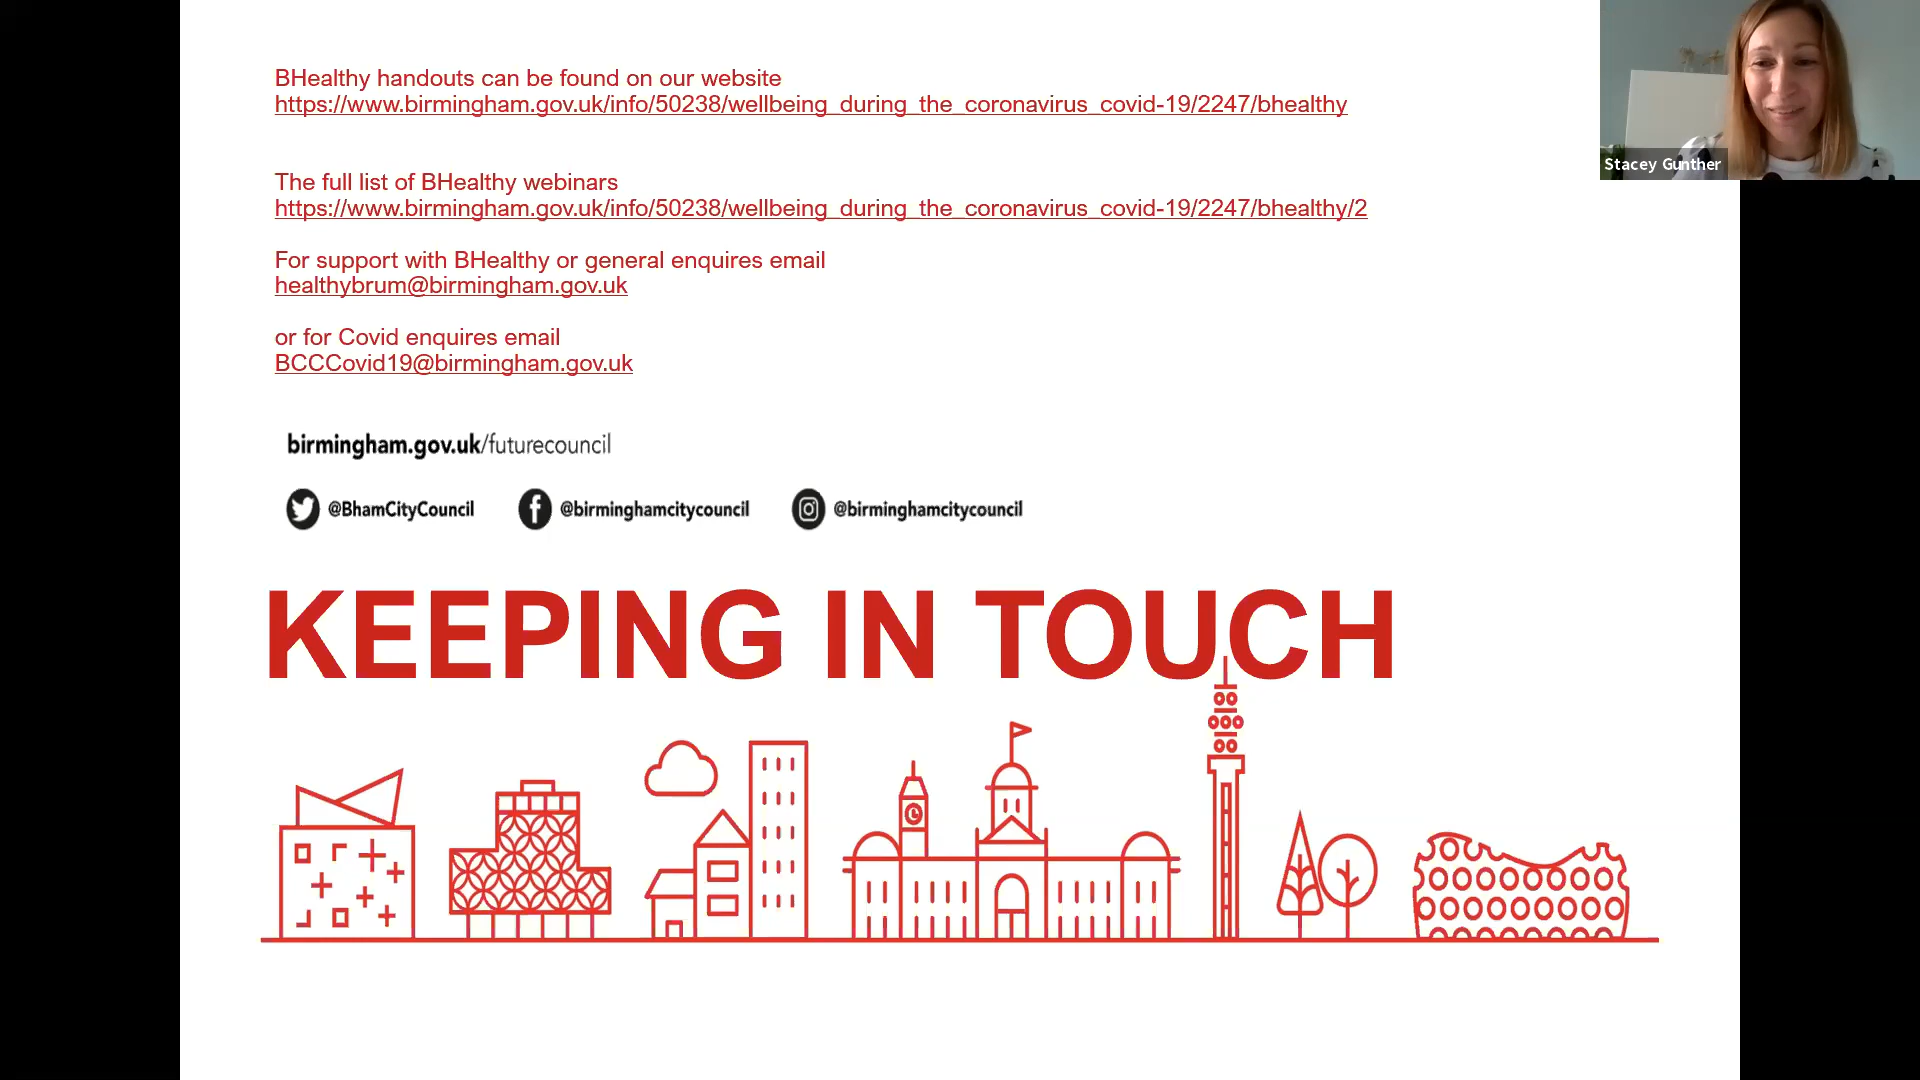 BHealthy handouts can be found on our website
https://www.birmingham.gov.uk/info/50238/wellbeing_during_the_coronavirus_covid-19/2247/bhealthy
Stacey Gunther
The full list of BHealthy webinars
https://www.birmingham.gov.uk/info/50238/wellbeing_during_the_coronavirus_covid-19/2247/bhealthy/2
For support with BHealthy or general enquires email
healthybrum@birmingham.gov.uk
or for Covid enquires email
BCCCovid19@birmingham.gov.uk
birmingham.gov.uk/futurecouncil
@BhamCityCouncil @birminghamcitycouncil @birminghamcitycouncil
KEEPING IN TOUCH